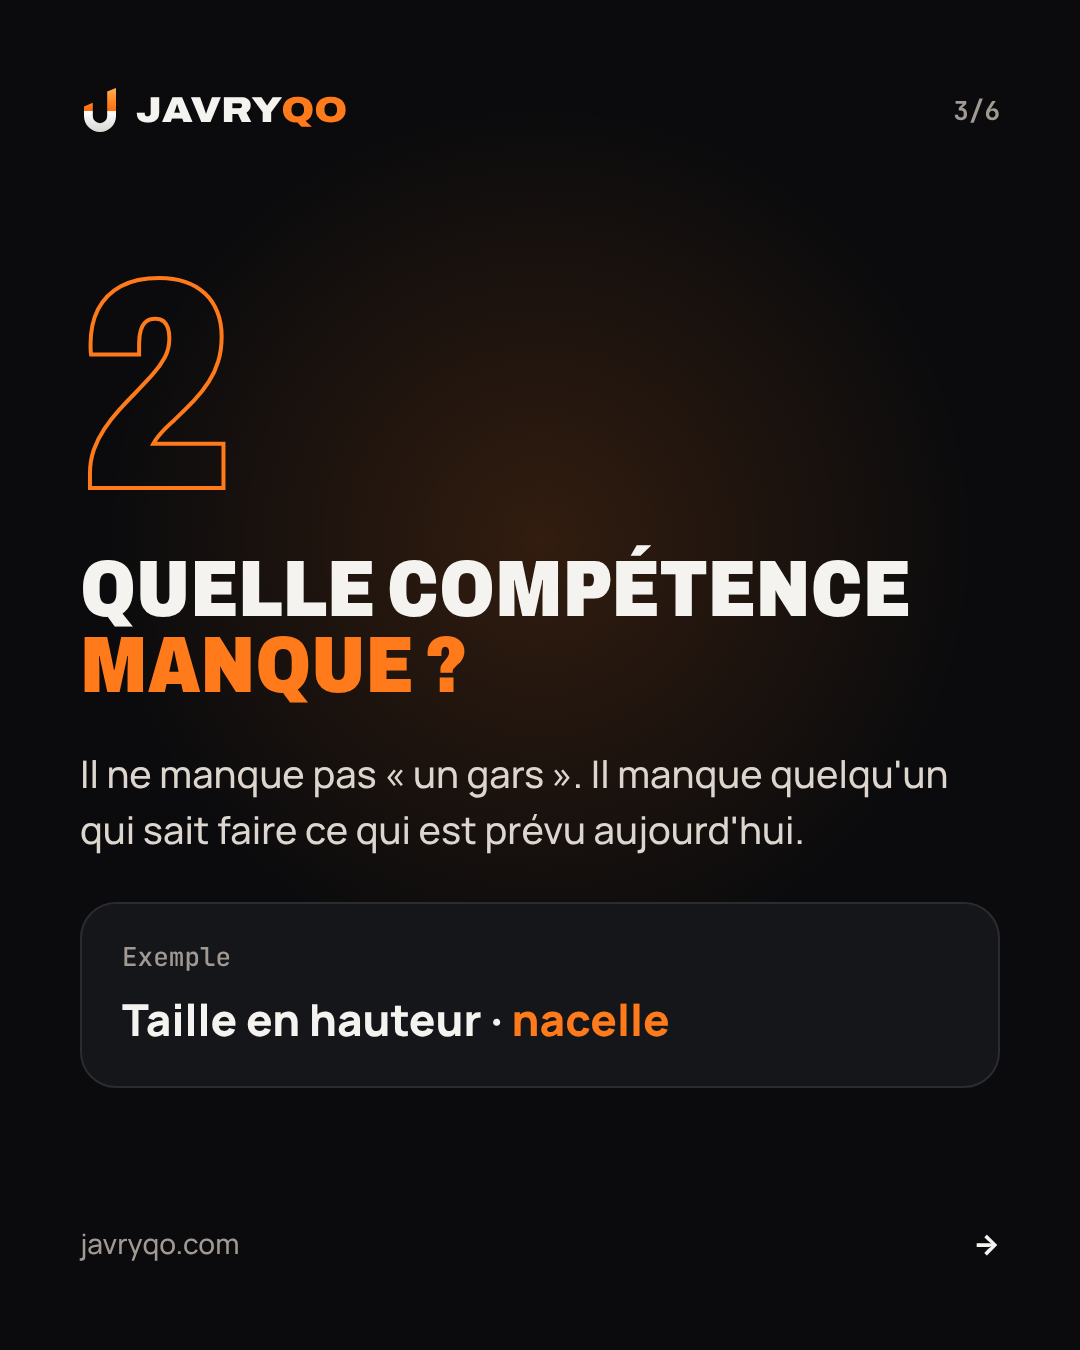 JAVRYQO
3/6
2
QUELLE COMPÉTENCE
MANQUE ?
Il ne manque pas « un gars ». Il manque quelqu'un
qui sait faire ce qui est prévu aujourd'hui.
Exemple
Taille en hauteur · nacelle
javryqo.com →